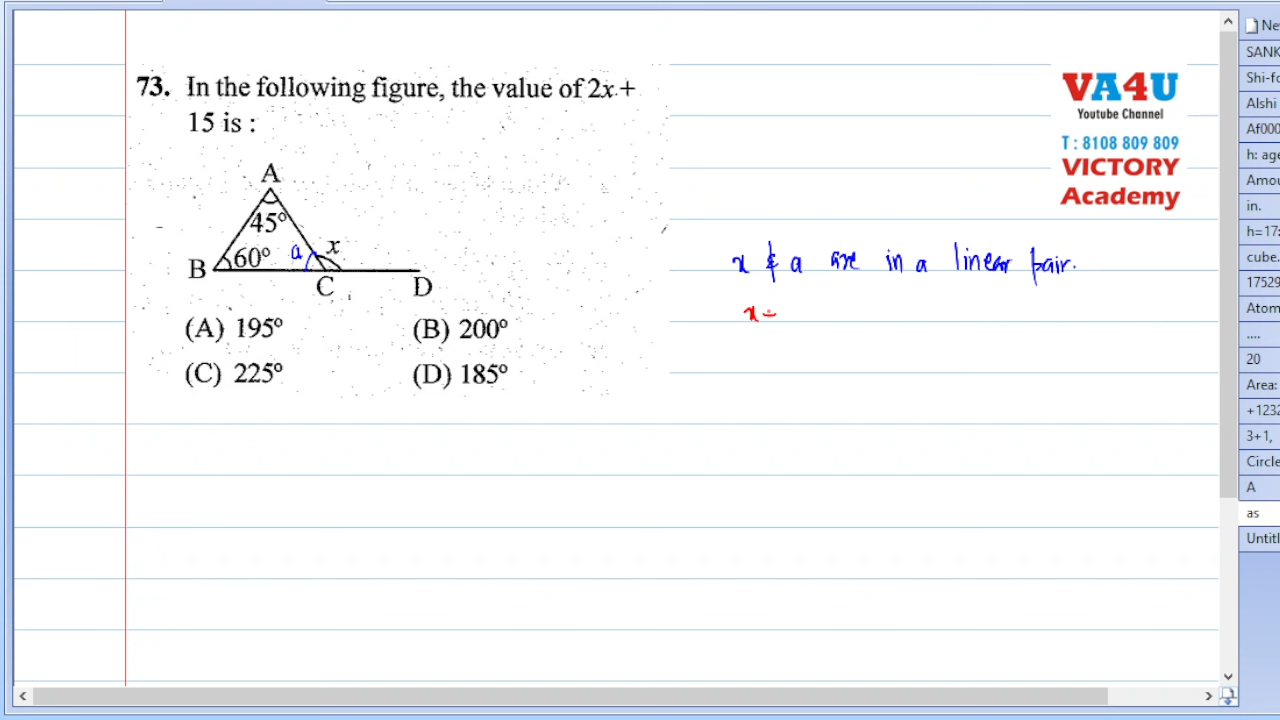 73. In the following figure, the value of 2x +
15 is :
A
45°
60°
a
x
B
C
D
(A) 195°
(B) 200°
(C) 225°
(D) 185°
VA4U
Youtube Channel
T : 8108 809 809
VICTORY
Academy
x & a are in a linear pair.
x =
Ne
SANK
Shi-fo
Alshi
Af000
h: age
Amou
in.
h=17:
cube.
17529
Atom
....
20
Area:
+1232
3+1,
Circle
A
as
Untitl